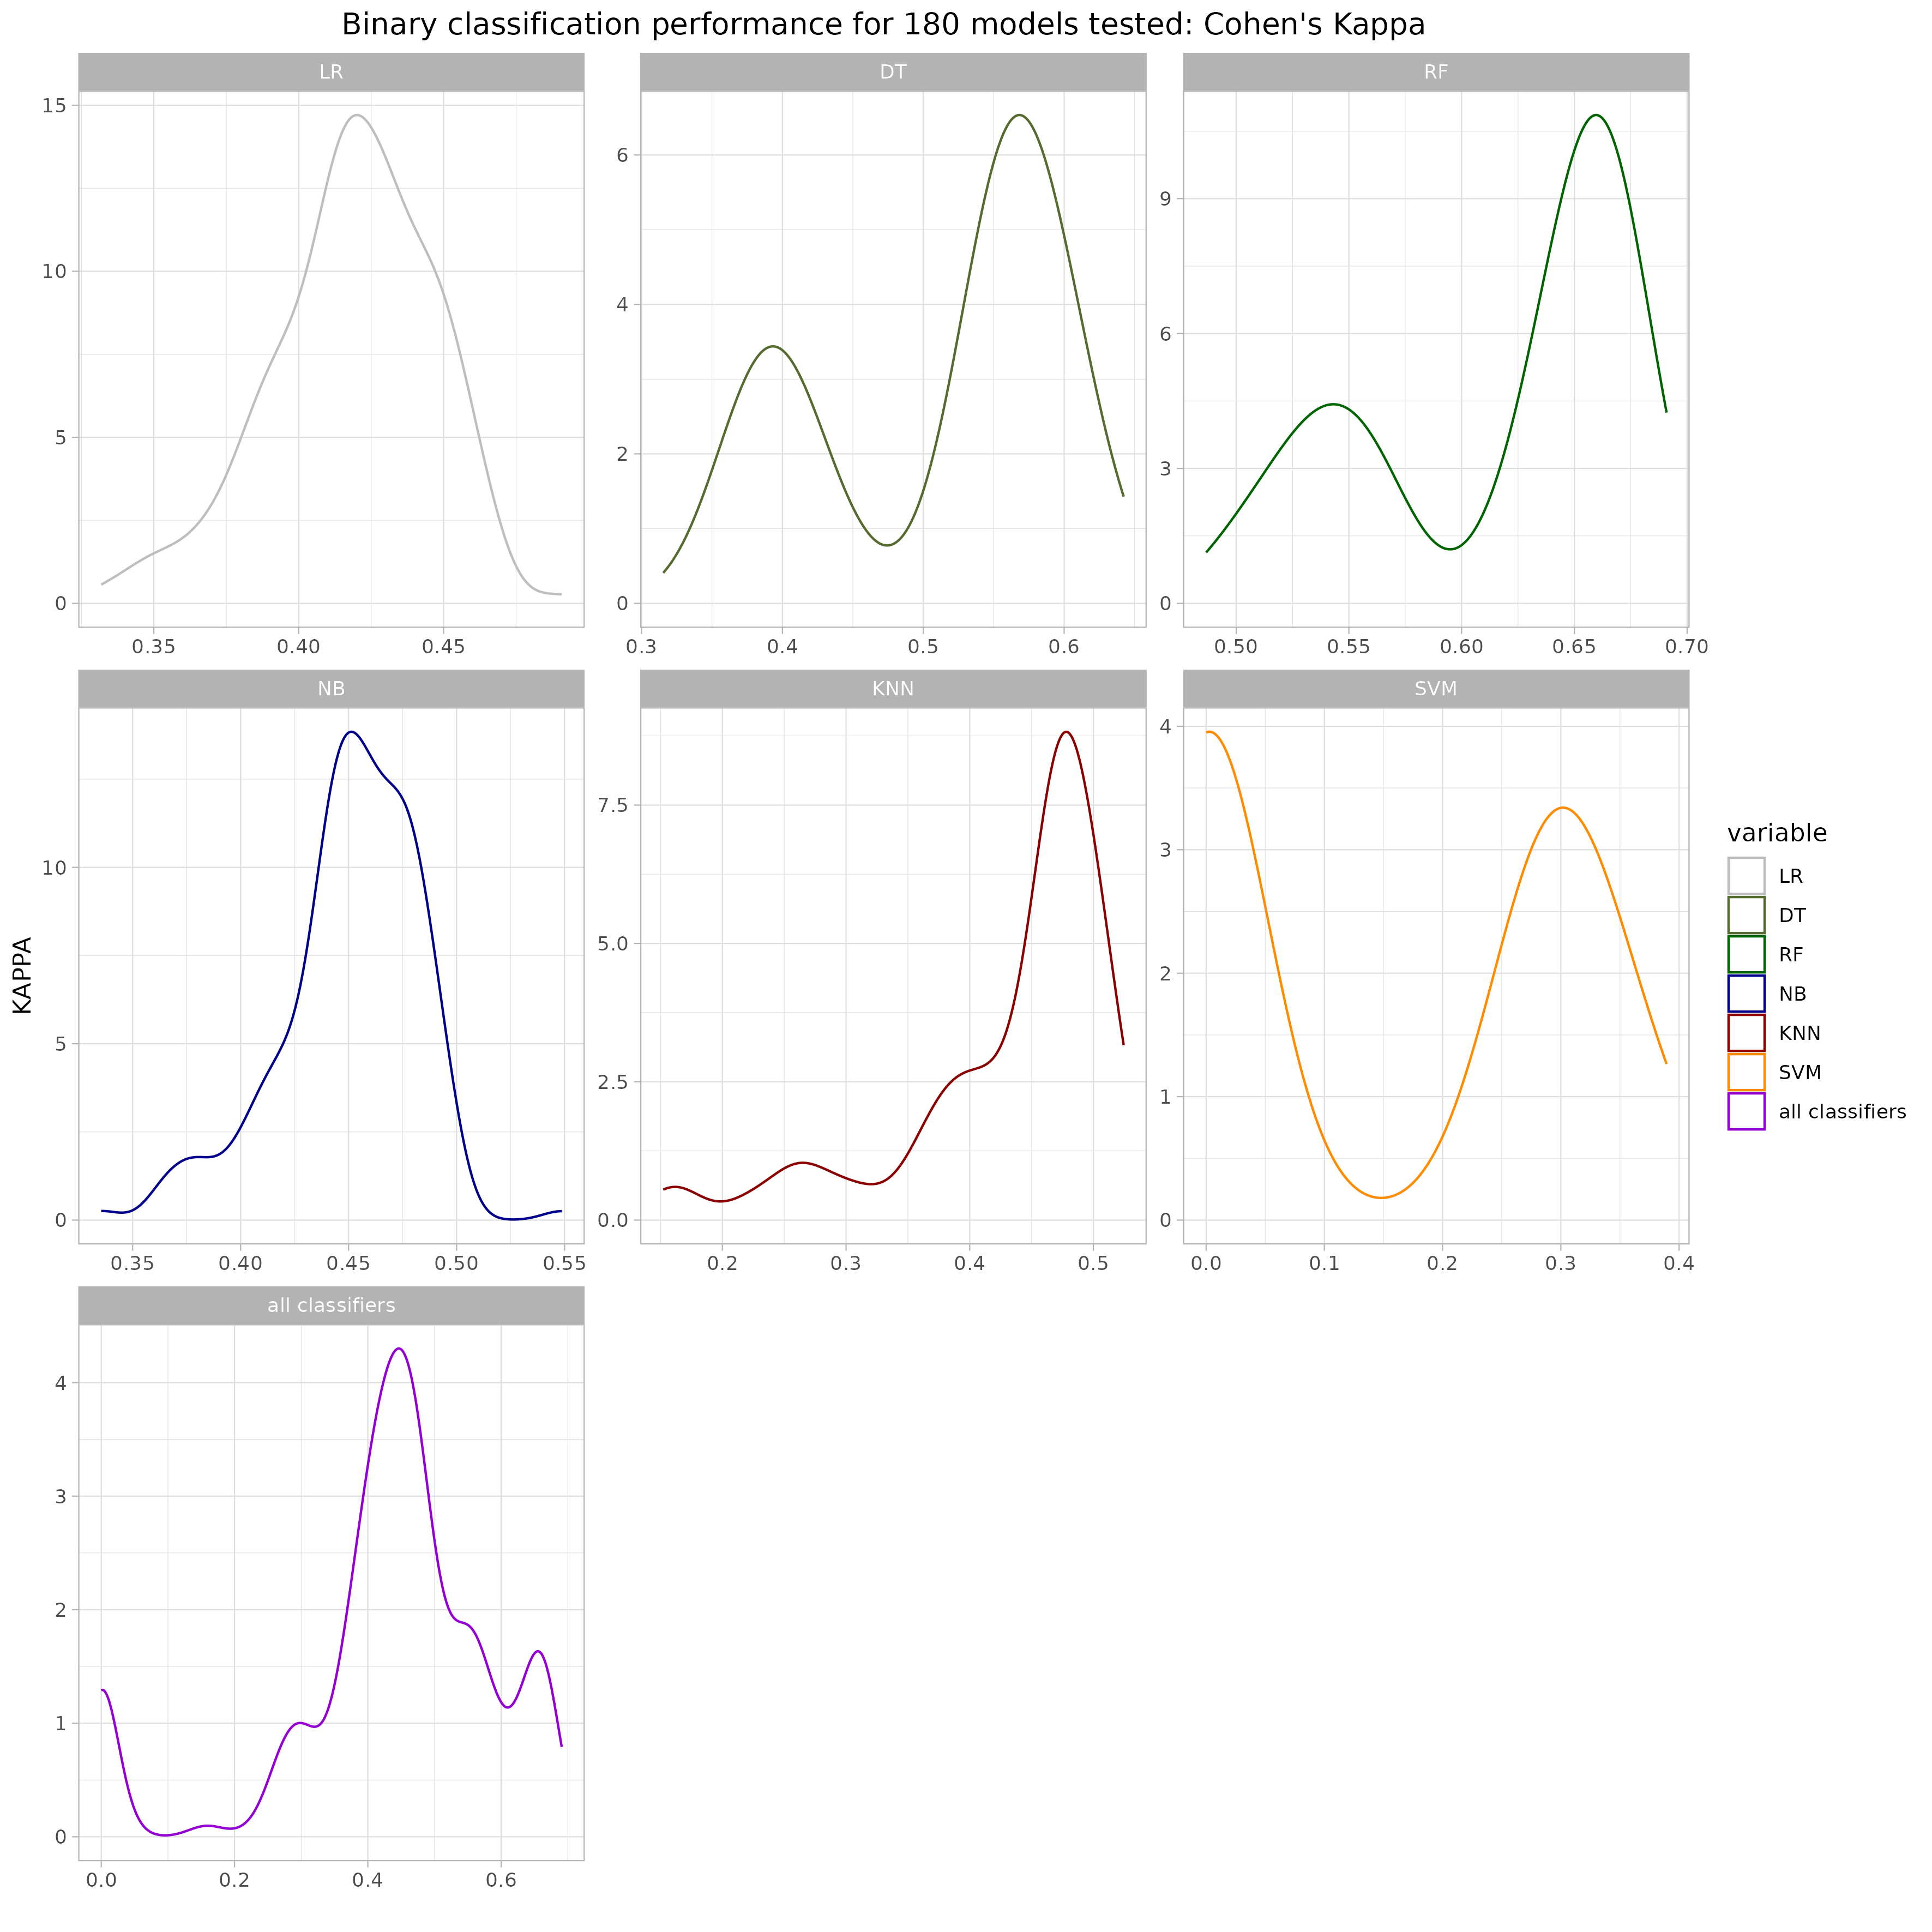 Binary classification performance for 180 models tested: Cohen's Kappa
LR
DT
RF
15
10
5
0
6
4
2
0
9
6
3
0
0.35 0.40 0.45
0.3 0.4 0.5 0.6
0.50 0.55 0.60 0.65 0.70
NB
KNN
SVM
KAPPA
10
5
0
7.5
5.0
2.5
0.0
4
3
2
1
0
0.35 0.40 0.45 0.50 0.55
0.2 0.3 0.4 0.5
0.0 0.1 0.2 0.3 0.4
all classifiers
4
3
2
1
0
0.0 0.2 0.4 0.6
variable
LR
DT
RF
NB
KNN
SVM
all classifiers